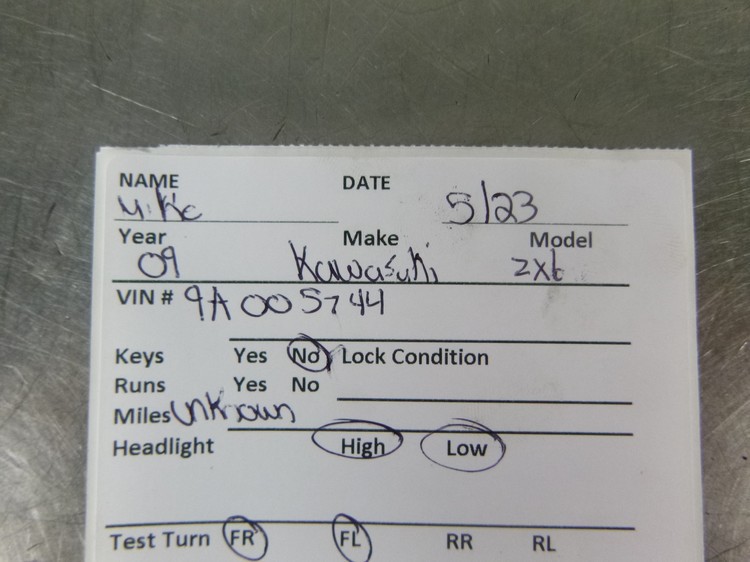 NAME DATE
Mike 5/23
Year Make Model
09 Kawasaki ZX6
VIN # 9A005744
Keys Yes No Lock Condition
Runs Yes No
Miles Unknown
Headlight High Low
Test Turn FR FL RR RL